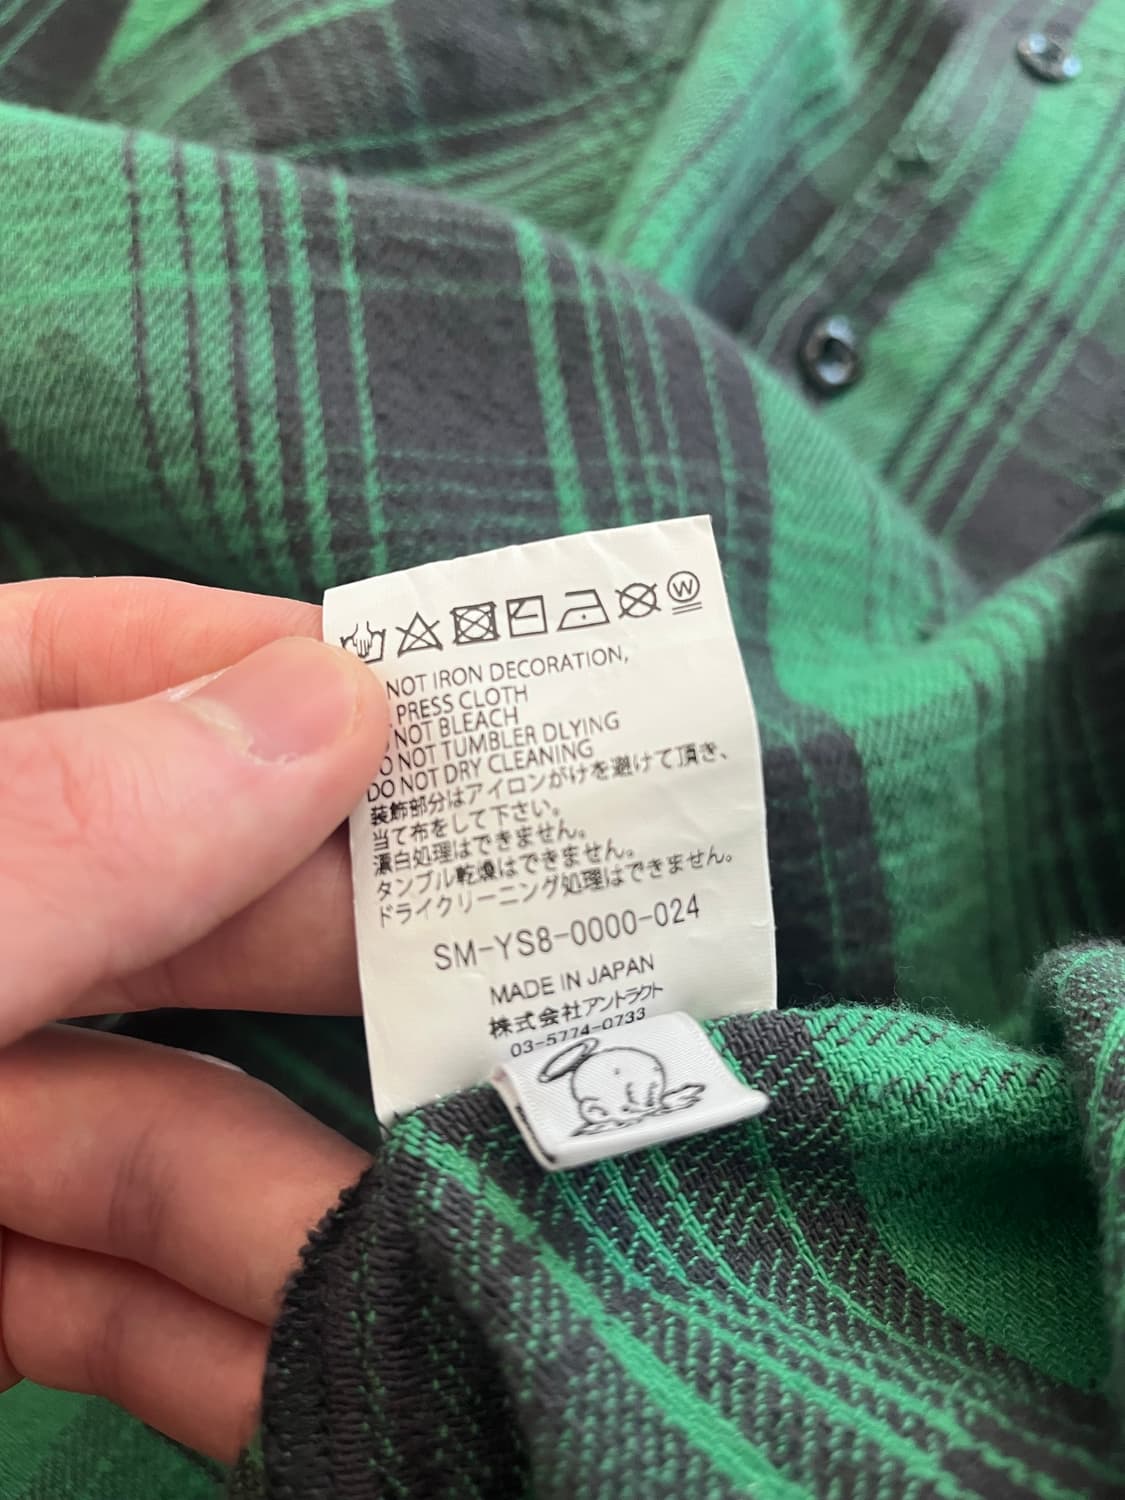 W
NOT IRON DECORATION,
PRESS CLOTH
NOT BLEACH
O NOT TUMBLER DLYING
DO NOT DRY CLEANING
装飾部分はアイロンがけを避けて頂き、
当て布をして下さい。
漂白処理はできません。
タンブル乾燥はできません。
ドライクリーニング処理はできません。
SM-YS8-0000-024
MADE IN JAPAN
株式会社アントラクト
03-5774-0733